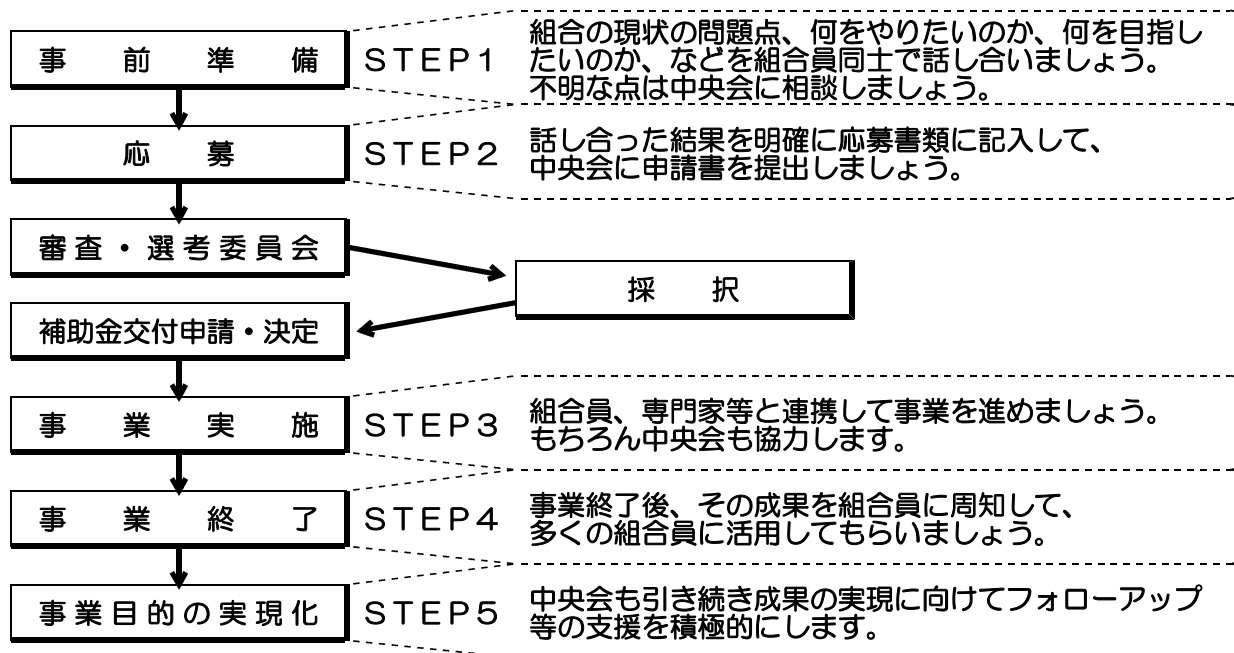 事前準備
STEP1
組合の現状の問題点、何をやりたいのか、何を目指し
たいのか、などを組合員同士で話し合いましょう。
不明な点は中央会に相談しましょう。
応募
STEP2
話し合った結果を明確に応募書類に記入して、
中央会に申請書を提出しましょう。
審査・選考委員会
採択
補助金交付申請・決定
事業実施
STEP3
組合員、専門家等と連携して事業を進めましょう。
もちろん中央会も協力します。
事業終了
STEP4
事業終了後、その成果を組合員に周知して、
多くの組合員に活用してもらいましょう。
事業目的の実現化
STEP5
中央会も引き続き成果の実現に向けてフォローアップ
等の支援を積極的にします。